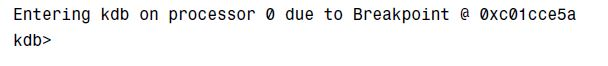 Entering kdb on processor 0 due to Breakpoint @ 0xc01cce5a
kdb>